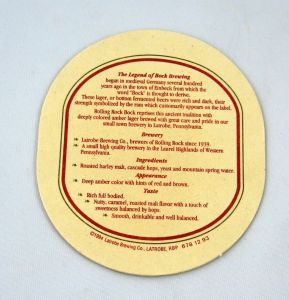 The Legend of Bock Brewing
began in medieval Germany several hundred
years ago in the town of Einbeck from which the
word "Bock" is thought to derive.
These lager, or bottom fermented beers were rich and dark, their
strength symbolized by the ram which customarily appears on the label.
Rolling Rock Bock reprises this ancient tradition with
deeply colored amber lager brewed with great care and pride in our
small town brewery in Latrobe, Pennsylvania.
Brewery
Latrobe Brewing Co., brewers of Rolling Rock since 1939.
A small high quality brewery in the Laurel Highlands of Western
Pennsylvania.
Ingredients
Roasted barley malt, cascade hops, yeast and mountain spring water.
Appearance
Deep amber color with hints of red and brown.
Taste
Rich full bodied.
Nutty, caramel, roasted malt flavor with a touch of
sweetness balanced by hops.
Smooth, drinkable and well balanced.
©1994 Latrobe Brewing Co., LATROBE, RBP 678 12 93